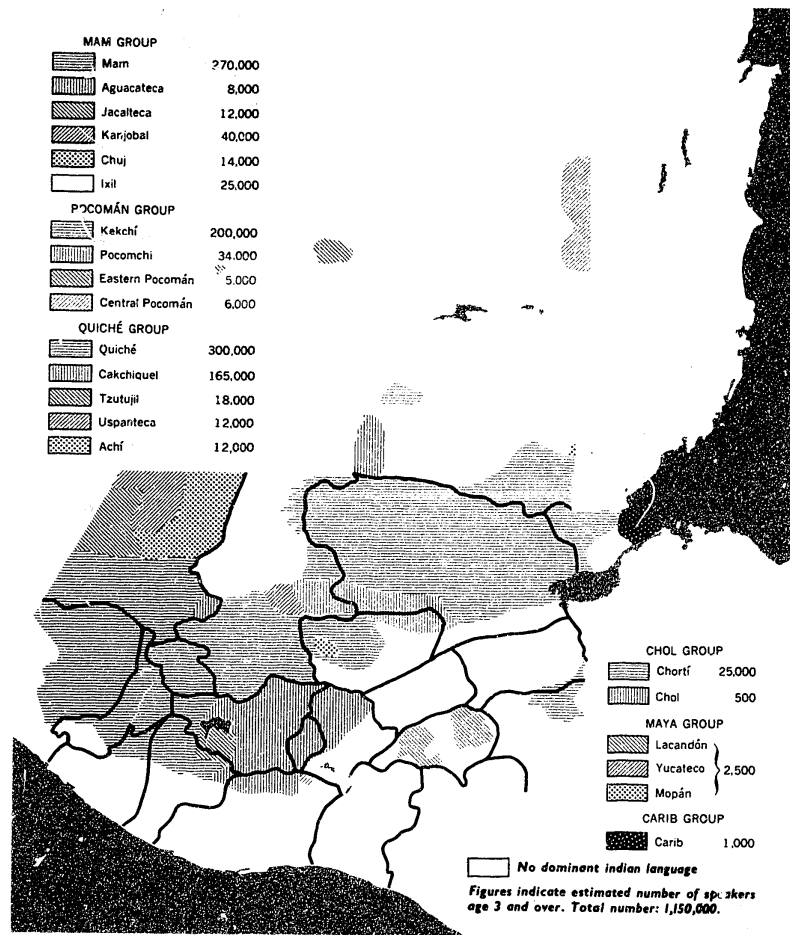 MAM GROUP
Mam 270,000
Aguacateca 8,000
Jacalteca 12,000
Kanjobal 40,000
Chuj 14,000
Ixil 25,000
POCOMÁN GROUP
Kekchí 200,000
Pocomchi 34.000
Eastern Pocomán 5.000
Central Pocomán 6,000
QUICHÉ GROUP
Quiché 300,000
Cakchiquel 165,000
Tzutujil 18,000
Uspanteca 12,000
Achí 12,000
CHOL GROUP
Chortí 25,000
Chol 500
MAYA GROUP
Lacandón
Yucateco 2,500
Mopán
CARIB GROUP
Carib 1.000
No dominant indian language
Figures indicate estimated number of speakers
age 3 and over. Total number: 1,150,000.